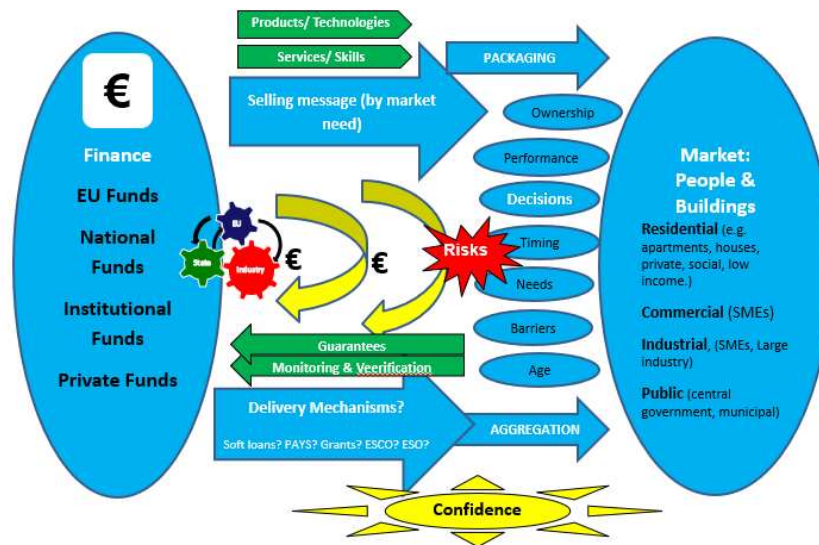 Products/ Technologies
Services/ Skills
Selling message (by market
need)
PACKAGING
€
Finance
EU Funds
National
Funds
Institutional
Funds
Private Funds
EU
State
Industry
€
€
Risks
Ownership
Performance
Decisions
Timing
Needs
Barriers
Age
Guarantees
Monitoring & Veerification
Delivery Mechanisms?
Soft loans? PAYS? Grants? ESCO? ESO?
AGGREGATION
Confidence
Market:
People &
Buildings
Residential (e.g.
apartments, houses,
private, social, low
income.)
Commercial (SMEs)
Industrial, (SMEs, Large
industry)
Public (central
government, municipal)